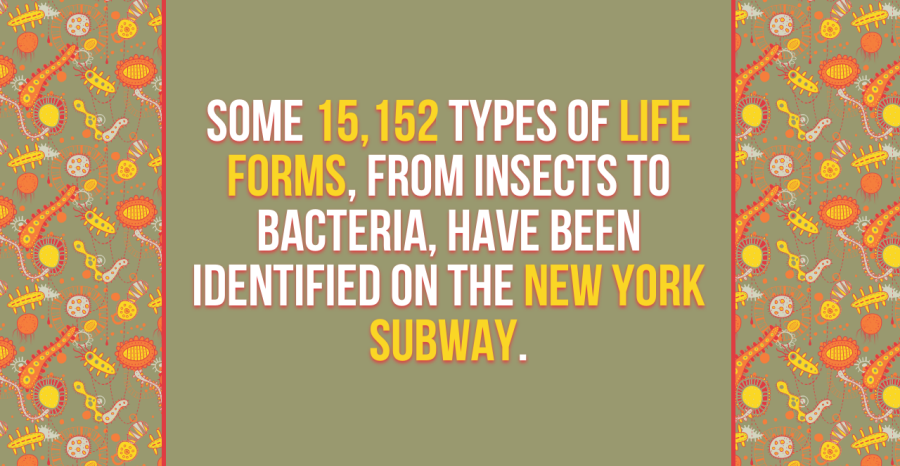 SOME 15,152 TYPES OF LIFE
FORMS, FROM INSECTS TO
BACTERIA, HAVE BEEN
IDENTIFIED ON THE NEW YORK
SUBWAY.